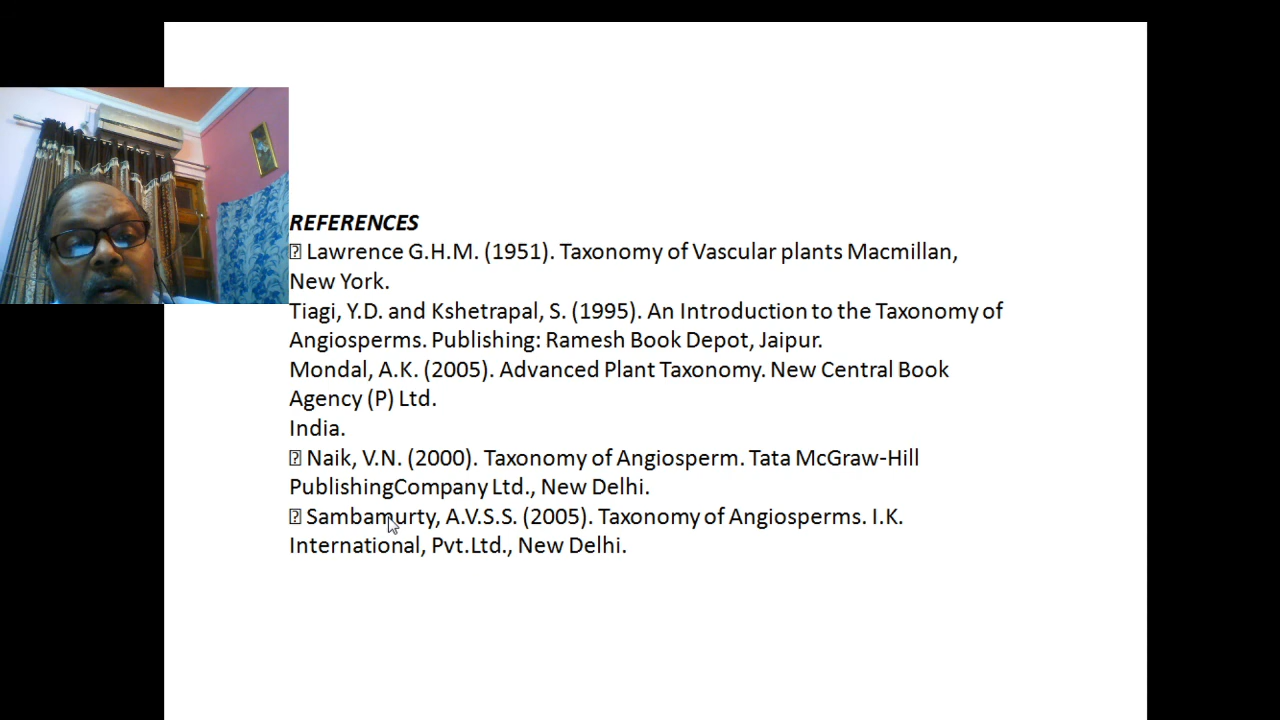 REFERENCES
Lawrence G.H.M. (1951). Taxonomy of Vascular plants Macmillan,
New York.
Tiagi, Y.D. and Kshetrapal, S. (1995). An Introduction to the Taxonomy of
Angiosperms. Publishing: Ramesh Book Depot, Jaipur.
Mondal, A.K. (2005). Advanced Plant Taxonomy. New Central Book
Agency (P) Ltd.
India.
Naik, V.N. (2000). Taxonomy of Angiosperm. Tata McGraw-Hill
PublishingCompany Ltd., New Delhi.
Sambamurty, A.V.S.S. (2005). Taxonomy of Angiosperms. I.K.
International, Pvt.Ltd., New Delhi.